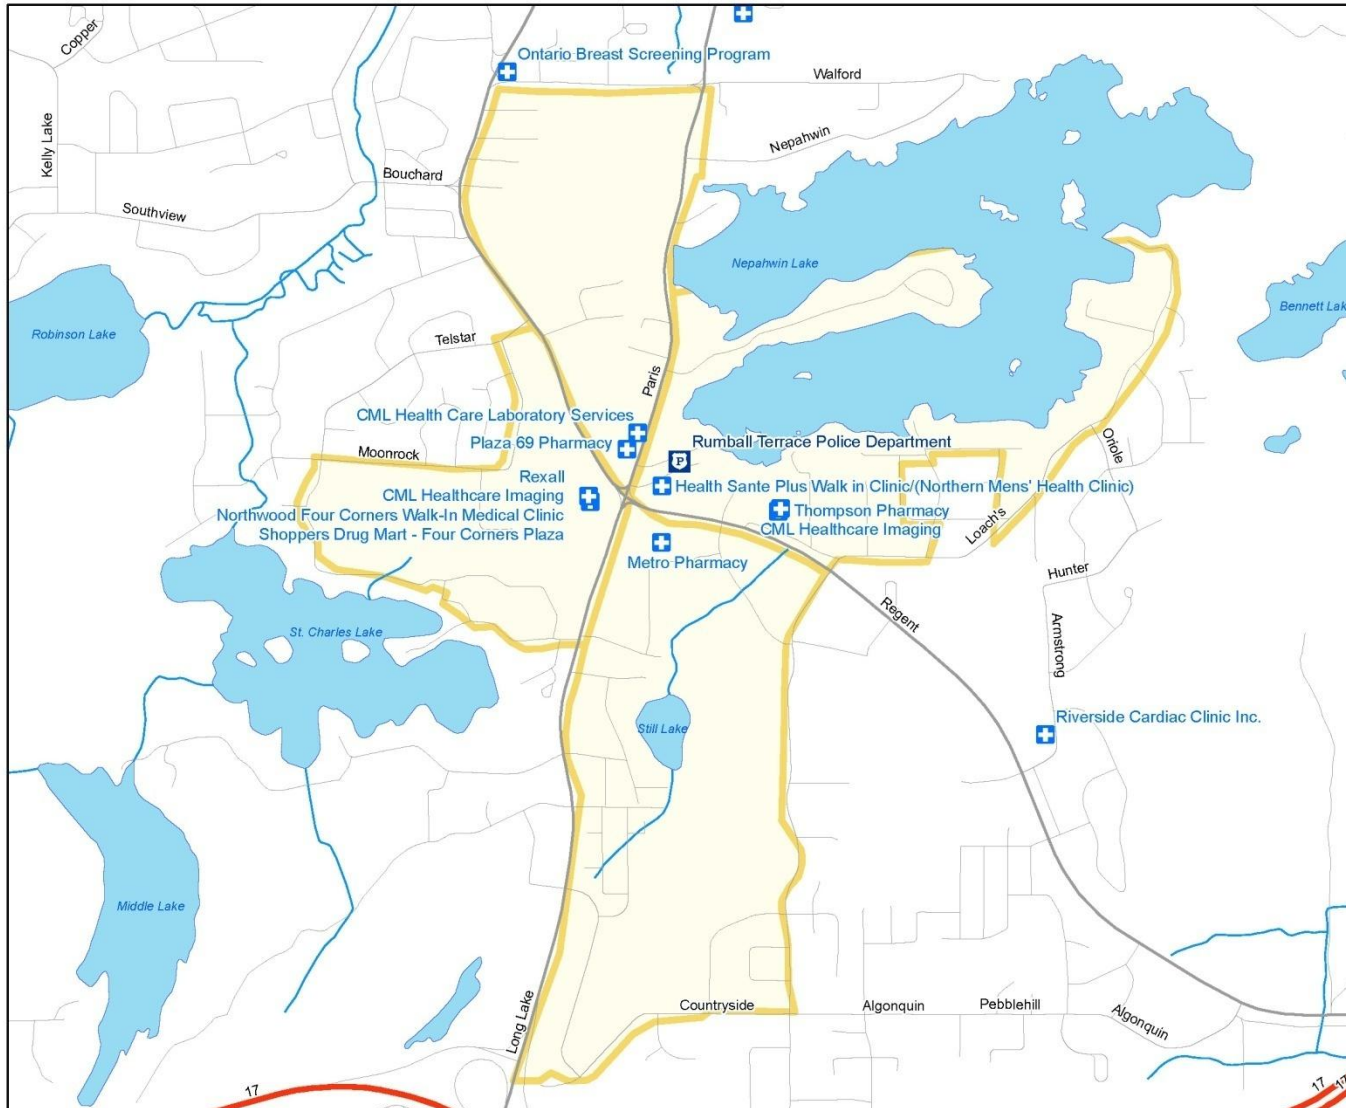 Copper
Ontario Breast Screening Program
Walford
Kelly Lake
Nepahwin
Bouchard
Southview
Nepahwin Lake
Bennett Lak
Robinson Lake
Telstar
Paris
CML Health Care Laboratory Services
Plaza 69 Pharmacy
Rumball Terrace Police Department
P
Oriole
Moonrock
Rexall
CML Healthcare Imaging
Northwood Four Corners Walk-In Medical Clinic
Shoppers Drug Mart - Four Corners Plaza
Health Sante Plus Walk in Clinic/(Northern Mens' Health Clinic)
Thompson Pharmacy
CML Healthcare Imaging
Loach's
Metro Pharmacy
Hunter
Regent
Armstrong
St. Charles Lake
Still Lake
Riverside Cardiac Clinic Inc.
Middle Lake
Long Lake
Countryside
Algonquin
Pebblehill
Algonquin
17
17
17